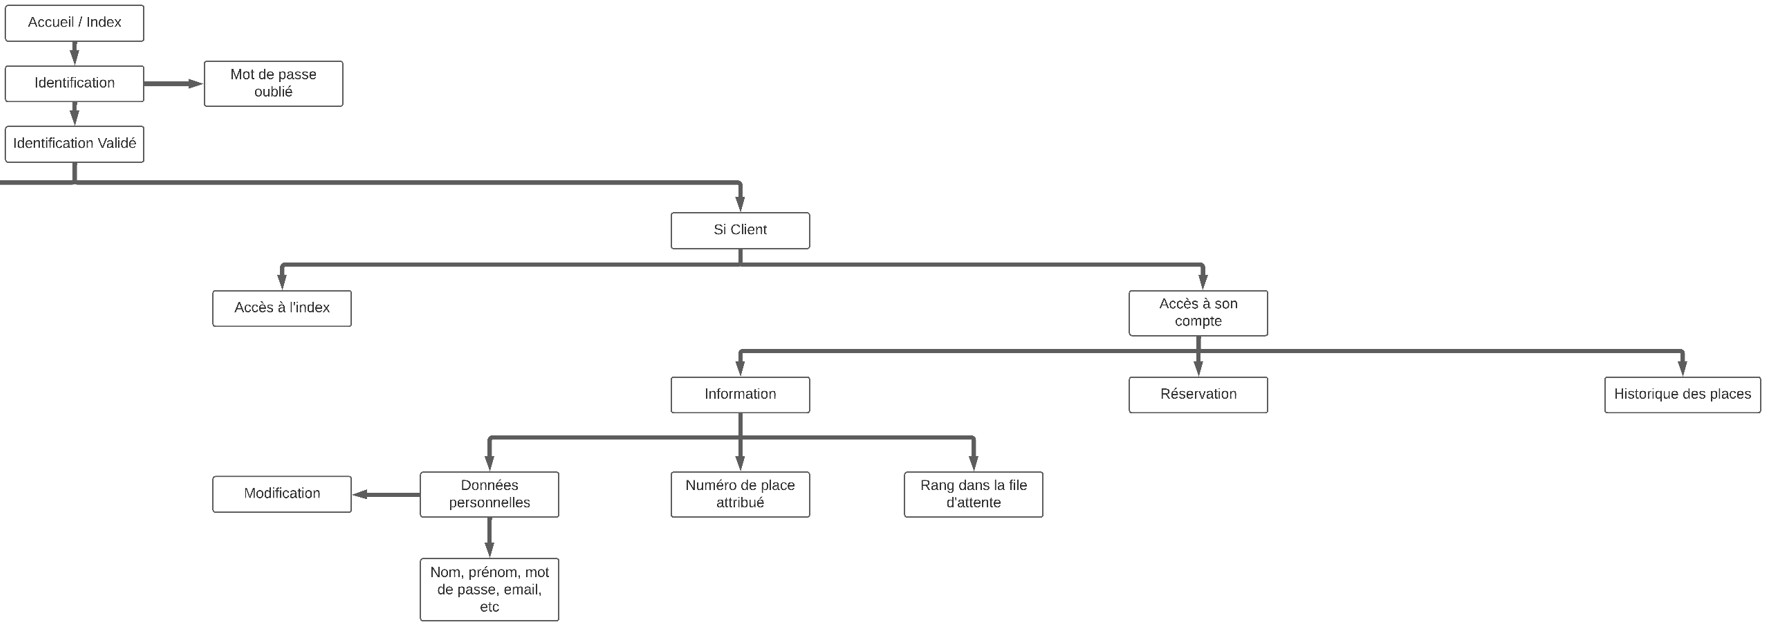 Accueil / Index
Identification
Mot de passe
oublié
Identification Validé
Si Client
Accès à l'index
Accès à son
compte
Information
Réservation
Historique des places
Modification
Données
personnelles
Numéro de place
attribué
Rang dans la file
d'attente
Nom, prénom, mot
de passe, email,
etc